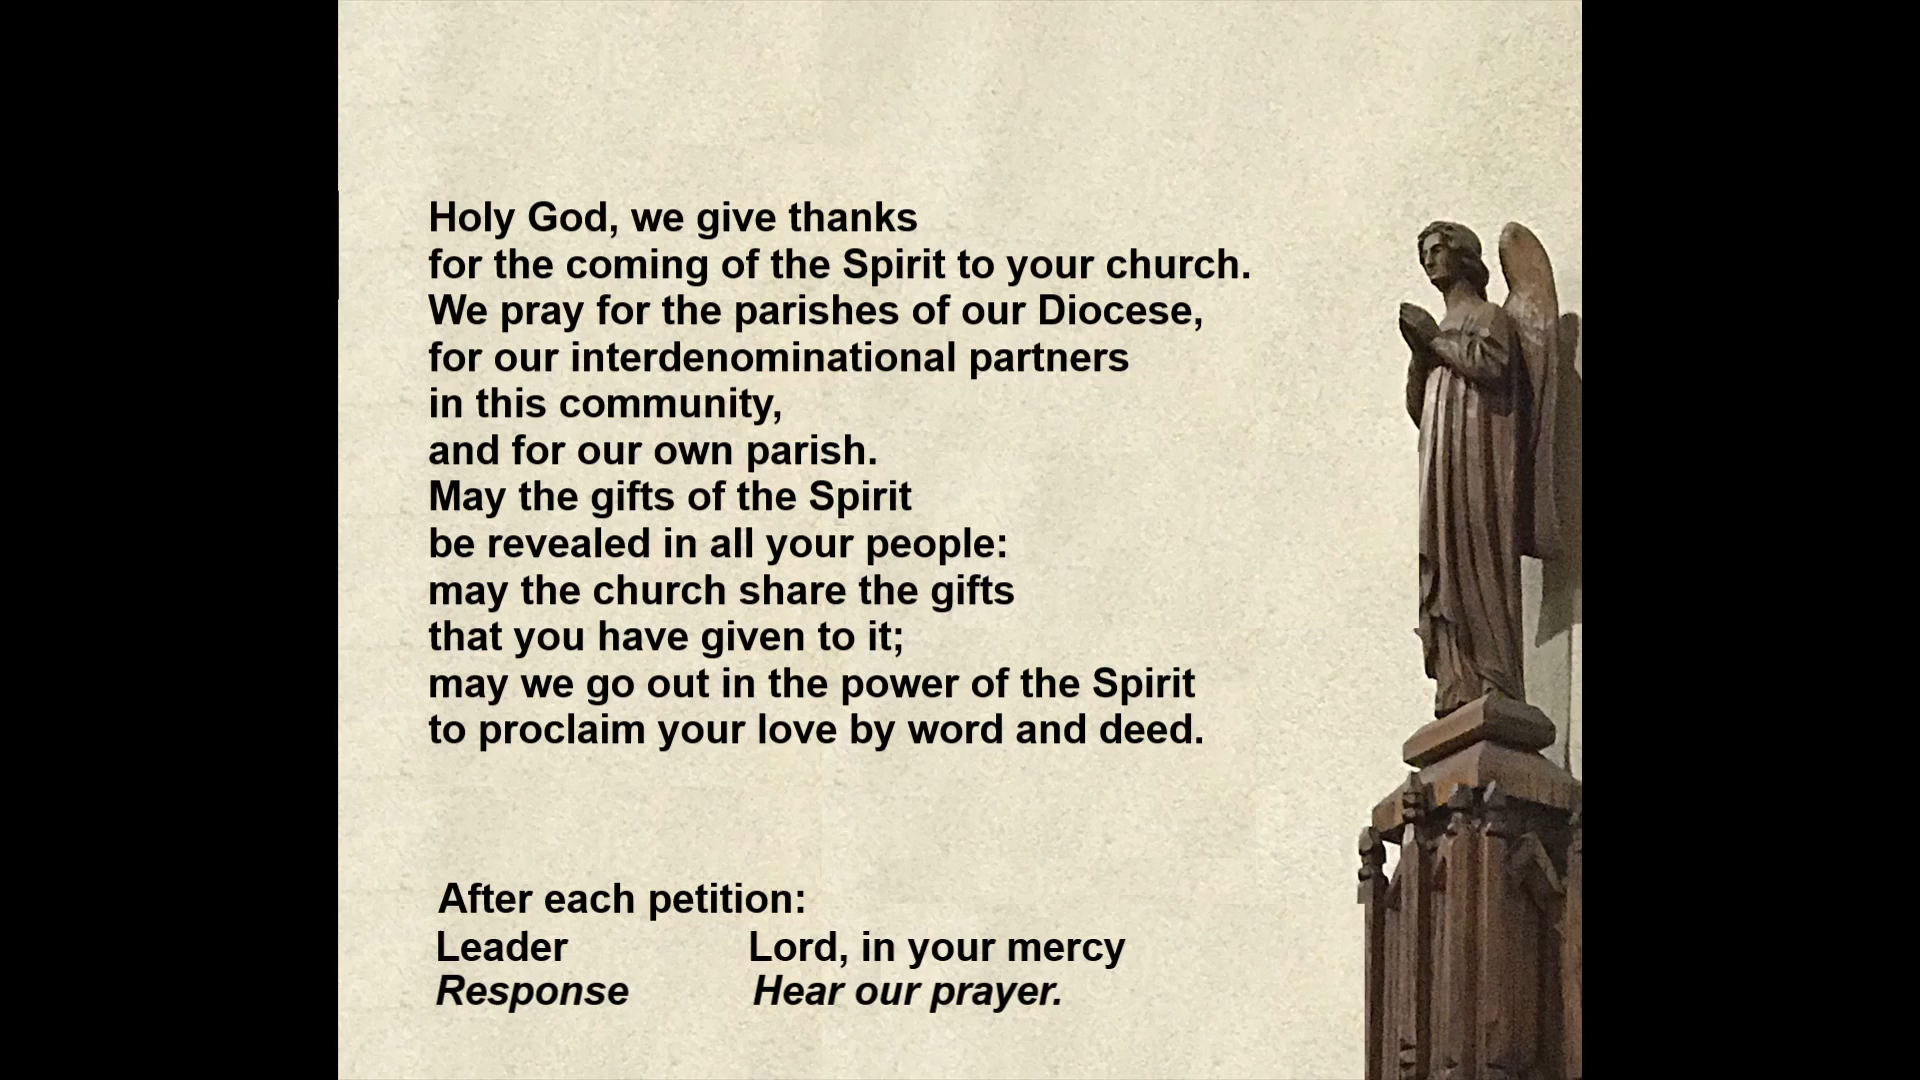 Holy God, we give thanks
for the coming of the Spirit to your church.
We pray for the parishes of our Diocese,
for our interdenominational partners
in this community,
and for our own parish.
May the gifts of the Spirit
be revealed in all your people:
may the church share the gifts
that you have given to it;
may we go out in the power of the Spirit
to proclaim your love by word and deed.
After each petition:
Leader Lord, in your mercy
Response Hear our prayer.